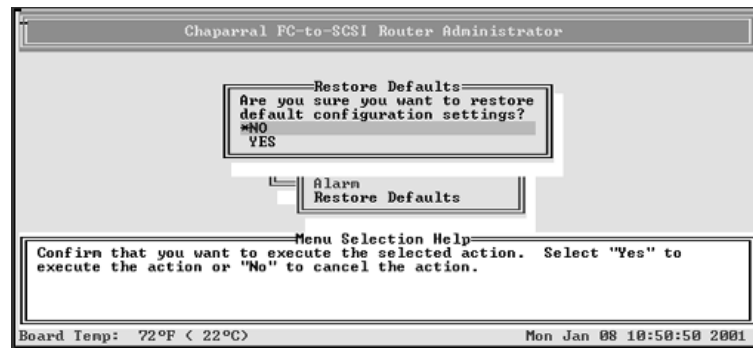 Chaparral FC-to-SCSI Router Administrator
Restore Defaults
Are you sure you want to restore
default configuration settings?
*NO
YES
Alarm
Restore Defaults
Menu Selection Help
Confirm that you want to execute the selected action. Select "Yes" to
execute the action or "No" to cancel the action.
Board Temp: 72ºF ( 22ºC) Mon Jan 08 10:50:50 2001